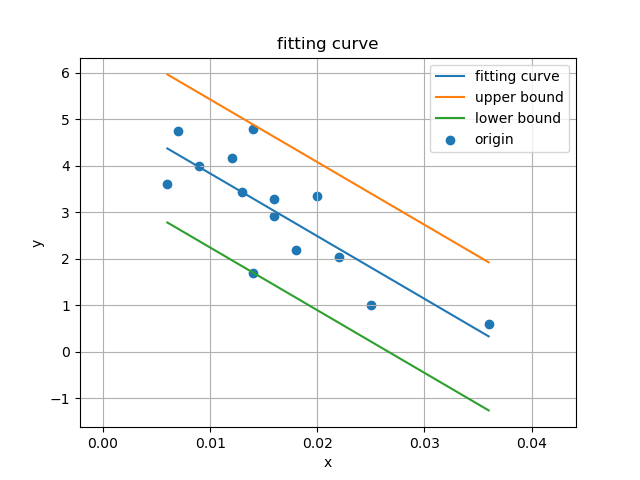 fitting curve
6
5
4
3
2
1
0
−1
y
0.00 0.01 0.02 0.03 0.04
x
fitting curve
upper bound
lower bound
origin